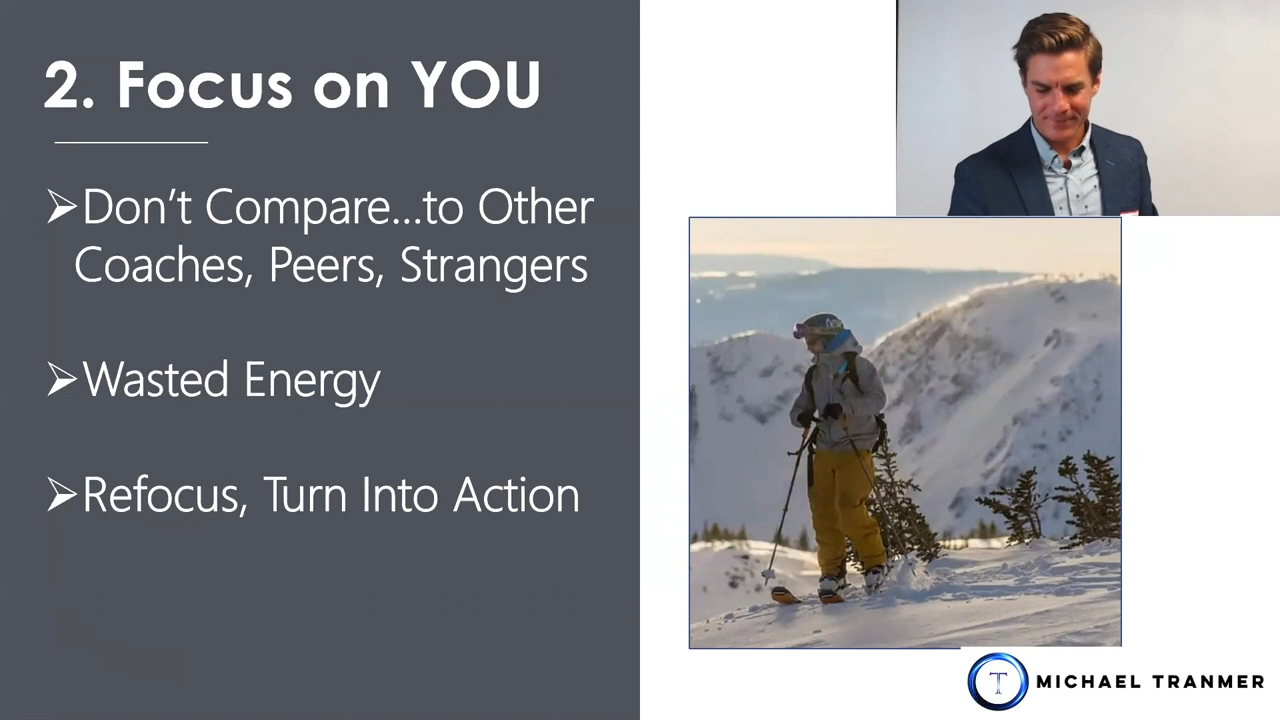 2. Focus on YOU
➢Don’t Compare...to Other
Coaches, Peers, Strangers
➢Wasted Energy
➢Refocus, Turn Into Action
T MICHAEL TRANMER